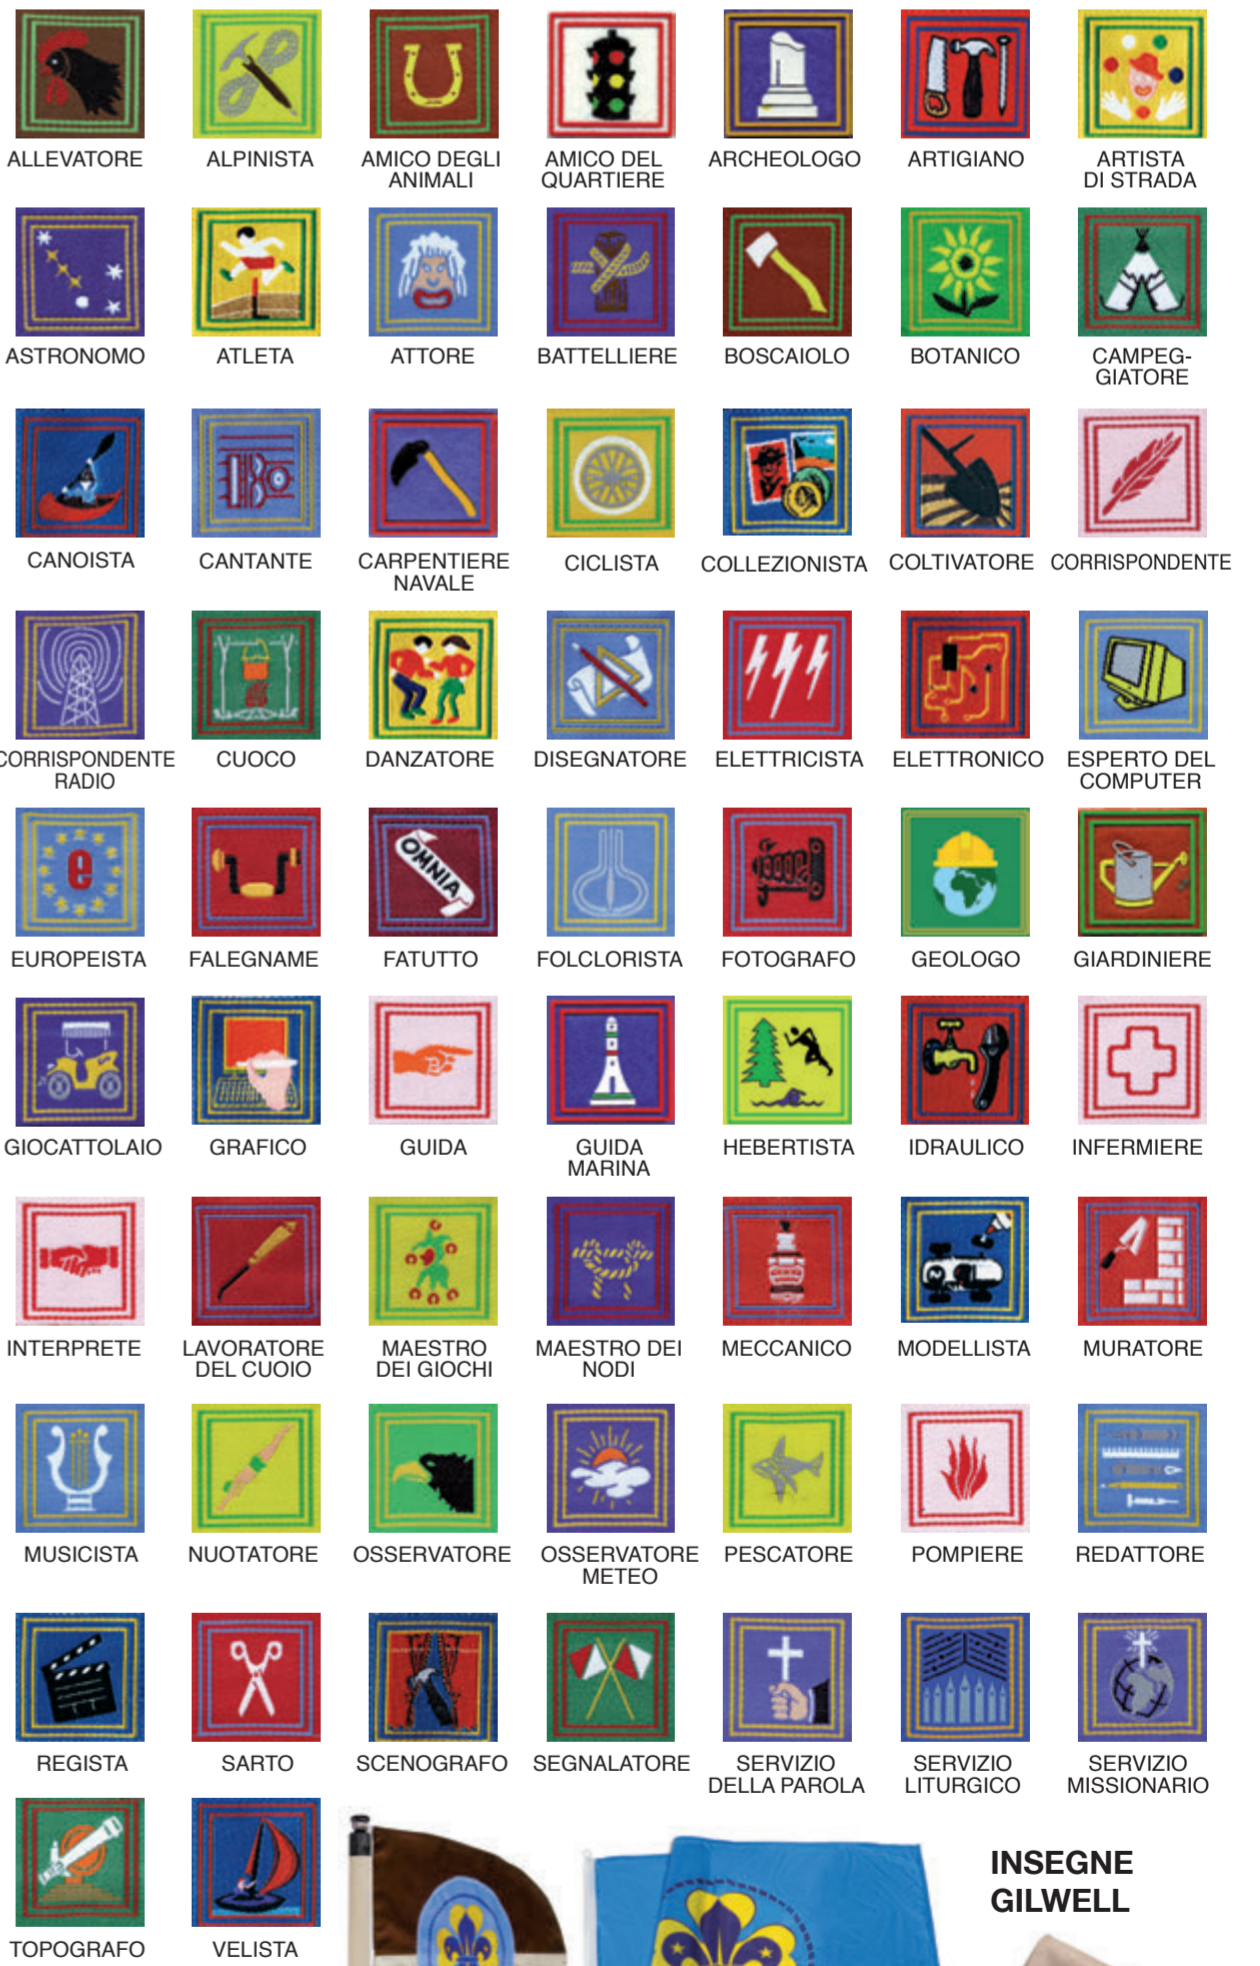 ALLEVATORE
ALPINISTA
AMICO DEGLI
ANIMALI
AMICO DEL
QUARTIERE
ARCHEOLOGO
ARTIGIANO
ARTISTA
DI STRADA
ASTRONOMO
ATLETA
ATTORE
BATTELLIERE
BOSCAIOLO
BOTANICO
CAMPEG-
GIATORE
CANOISTA
CANTANTE
CARPENTIERE
NAVALE
CICLISTA
COLLEZIONISTA
COLTIVATORE
CORRISPONDENTE
CORRISPONDENTE
RADIO
CUOCO
DANZATORE
DISEGNATORE
ELETTRICISTA
ELETTRONICO
ESPERTO DEL
COMPUTER
e
OMNIA
EUROPEISTA
FALEGNAME
FATUTTO
FOLCLORISTA
FOTOGRAFO
GEOLOGO
GIARDINIERE
GIOCATTOLAIO
GRAFICO
GUIDA
GUIDA
MARINA
HEBERTISTA
IDRAULICO
INFERMIERE
2
INTERPRETE
LAVORATORE
DEL CUOIO
MAESTRO
DEI GIOCHI
MAESTRO DEI
NODI
MECCANICO
MODELLISTA
MURATORE
MUSICISTA
NUOTATORE
OSSERVATORE
OSSERVATORE
METEO
PESCATORE
POMPIERE
REDATTORE
REGISTA
SARTO
SCENOGRAFO
SEGNALATORE
SERVIZIO
DELLA PAROLA
SERVIZIO
LITURGICO
SERVIZIO
MISSIONARIO
TOPOGRAFO
VELISTA
INSEGNE
GILWELL